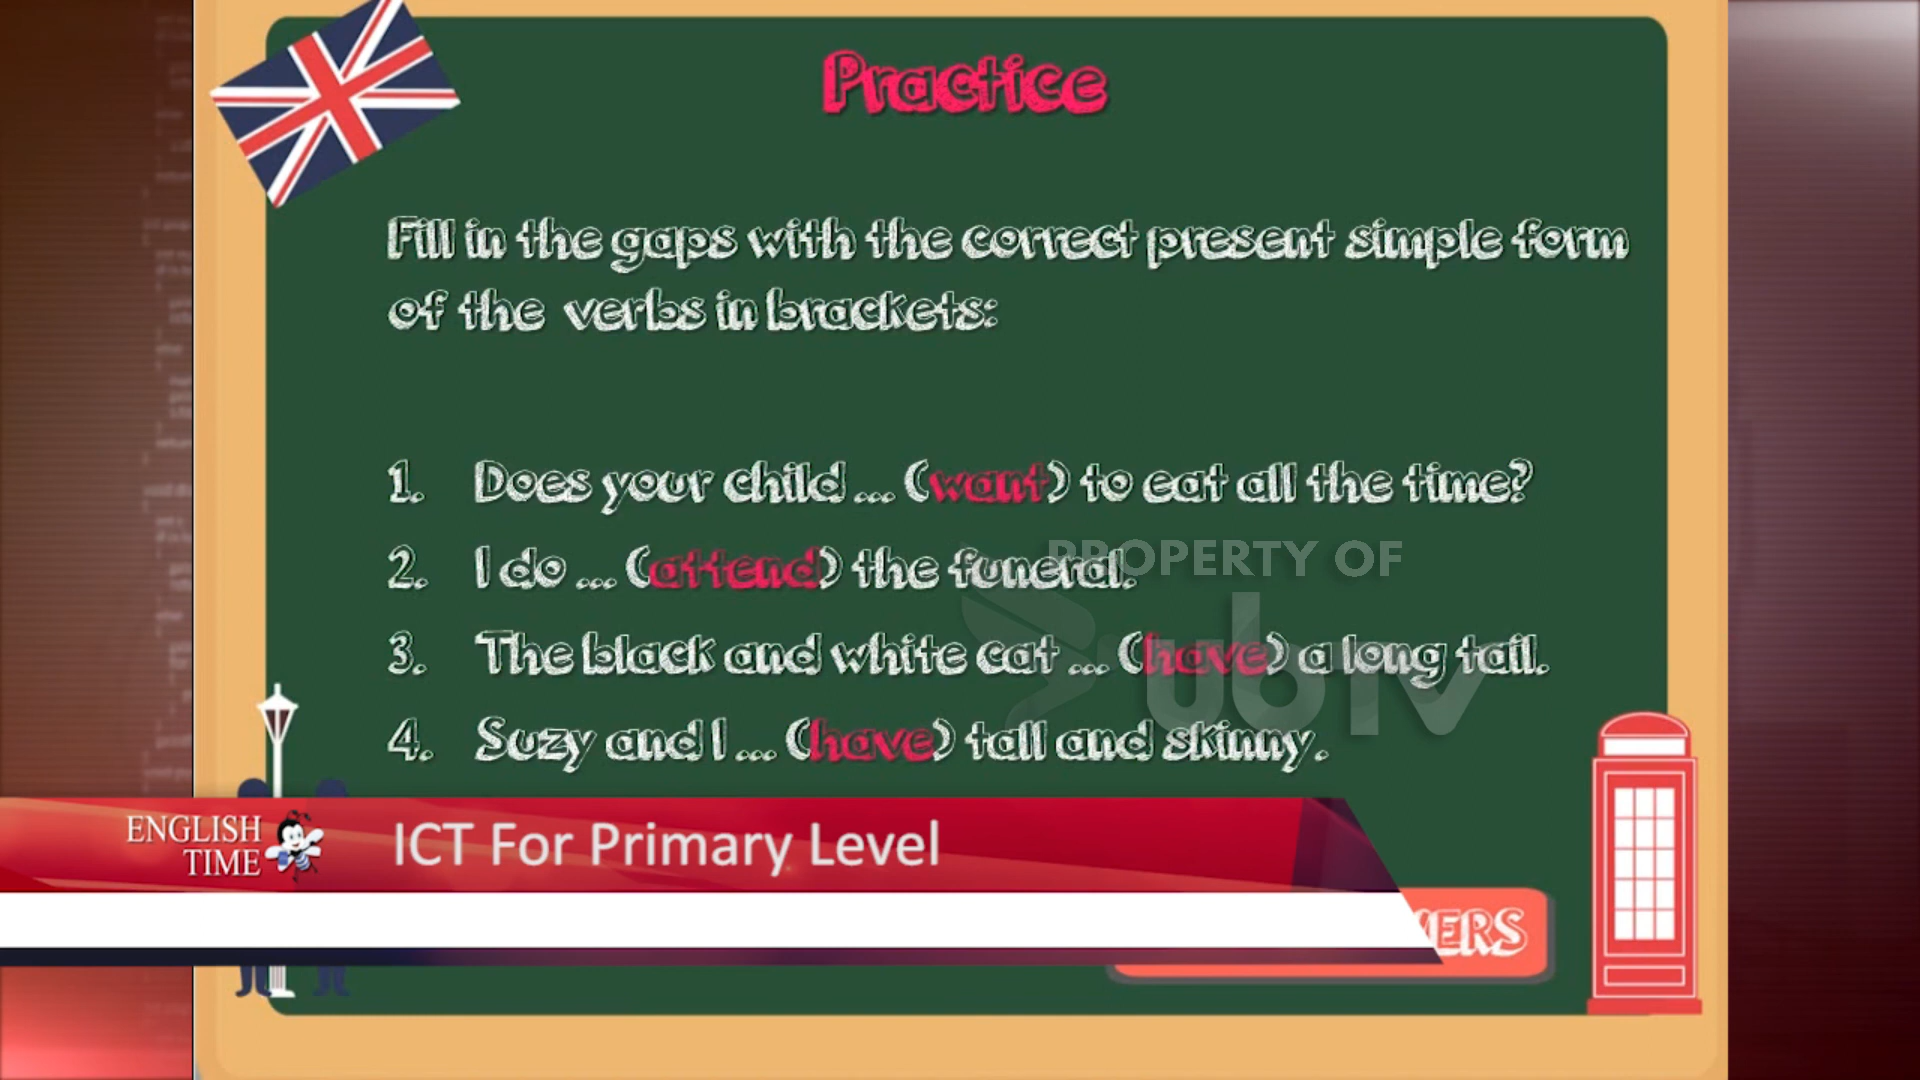 Practice
Fill in the gaps with the correct present simple form
of the verbs in brackets:
1. Does your child ... (want) to eat all the time?
2. I do ... (attend) the funeral.
3. The black and white cat ... (have) a long tail.
4. Suzy and I ... (have) tall and skinny.
PROPERTY OF
ubTV
ENGLISH
TIME
ICT For Primary Level